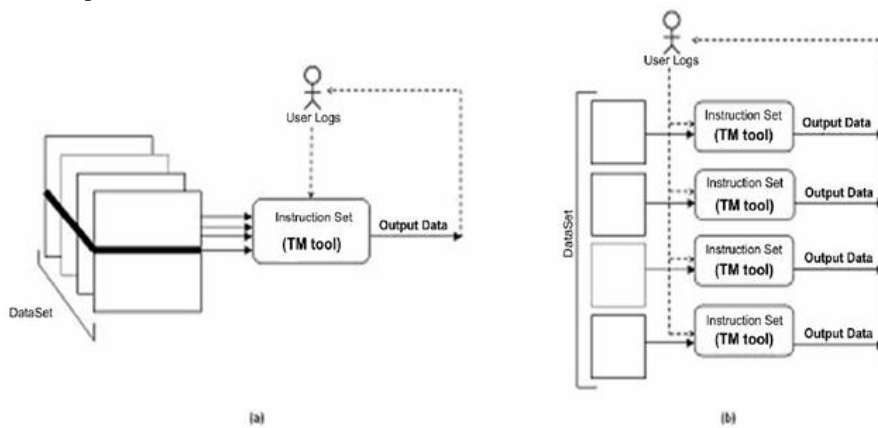 User Logs
Instruction Set
(TM tool)
Output Data
DataSet
(a)
User Logs
DataSet
Instruction Set
(TM tool)
Output Data
Instruction Set
(TM tool)
Output Data
Instruction Set
(TM tool)
Output Data
Instruction Set
(TM tool)
Output Data
(b)